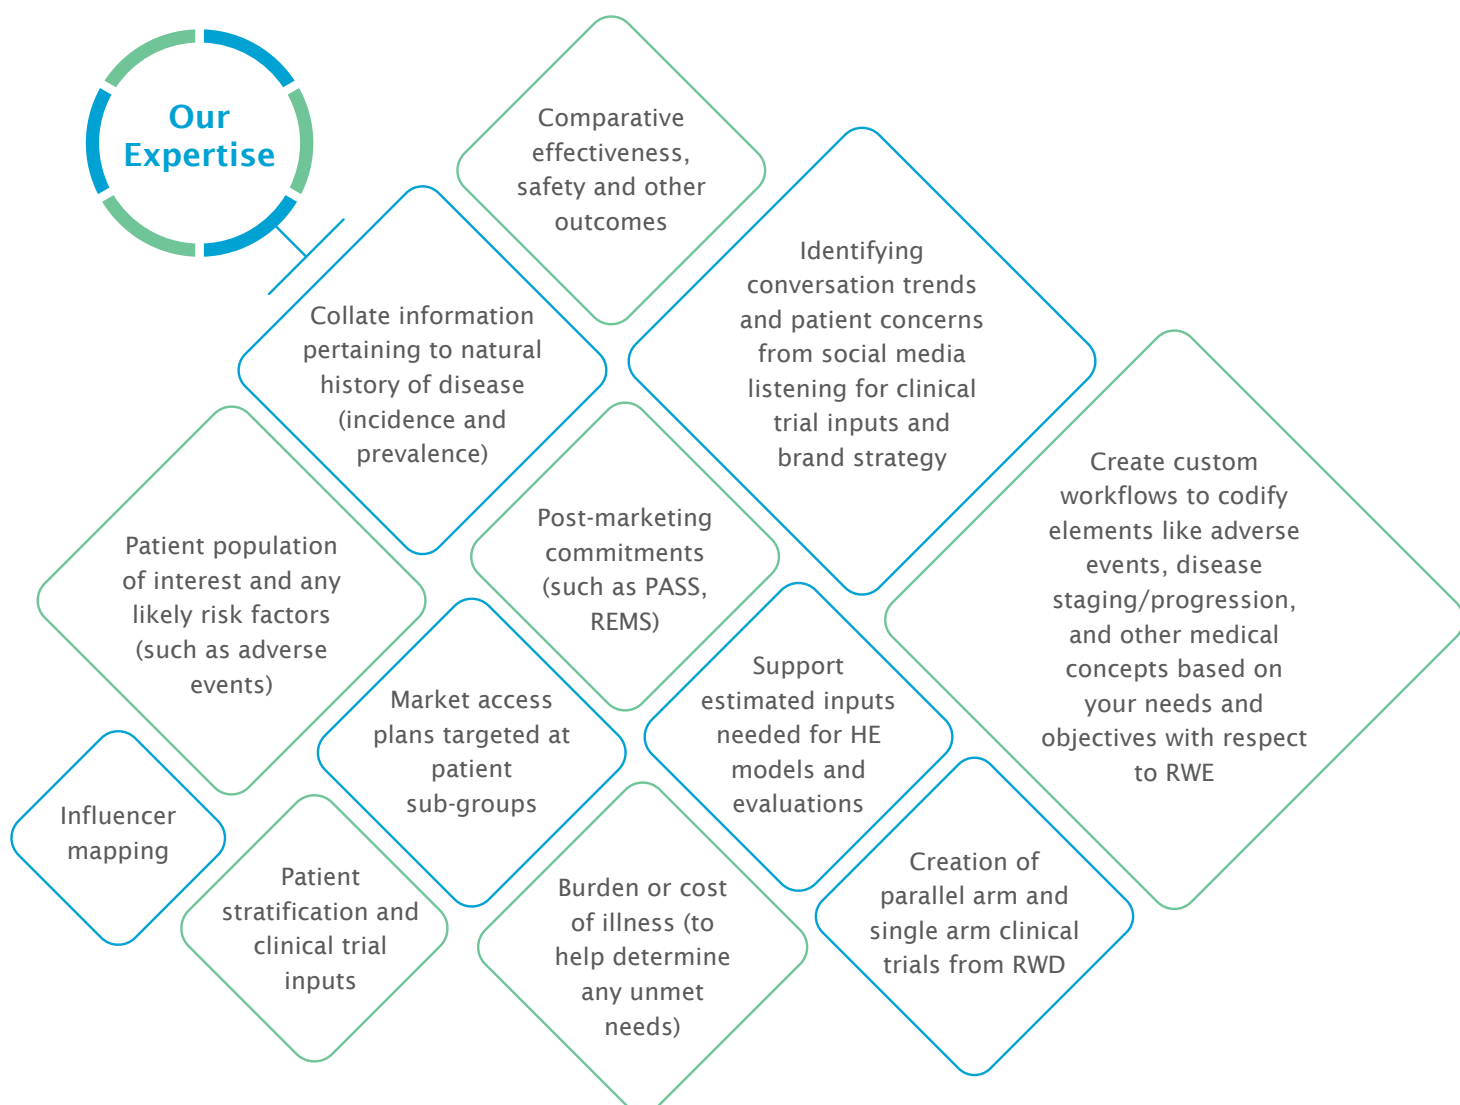 Our
Expertise
Comparative
effectiveness,
safety and other
outcomes
Identifying
conversation trends
and patient concerns
from social media
listening for clinical
trial inputs and
brand strategy
Collate information
pertaining to natural
history of disease
(incidence and
prevalence)
Create custom
workflows to codify
elements like adverse
events, disease
staging/progression,
and other medical
concepts based on
your needs and
objectives with respect
to RWE
Post-marketing
commitments
(such as PASS,
REMS)
Patient population
of interest and any
likely risk factors
(such as adverse
events)
Support
estimated inputs
needed for HE
models and
evaluations
Market access
plans targeted at
patient
sub-groups
Influencer
mapping
Patient
stratification and
clinical trial
inputs
Burden or cost
of illness (to
help determine
any unmet
needs)
Creation of
parallel arm and
single arm clinical
trials from RWD